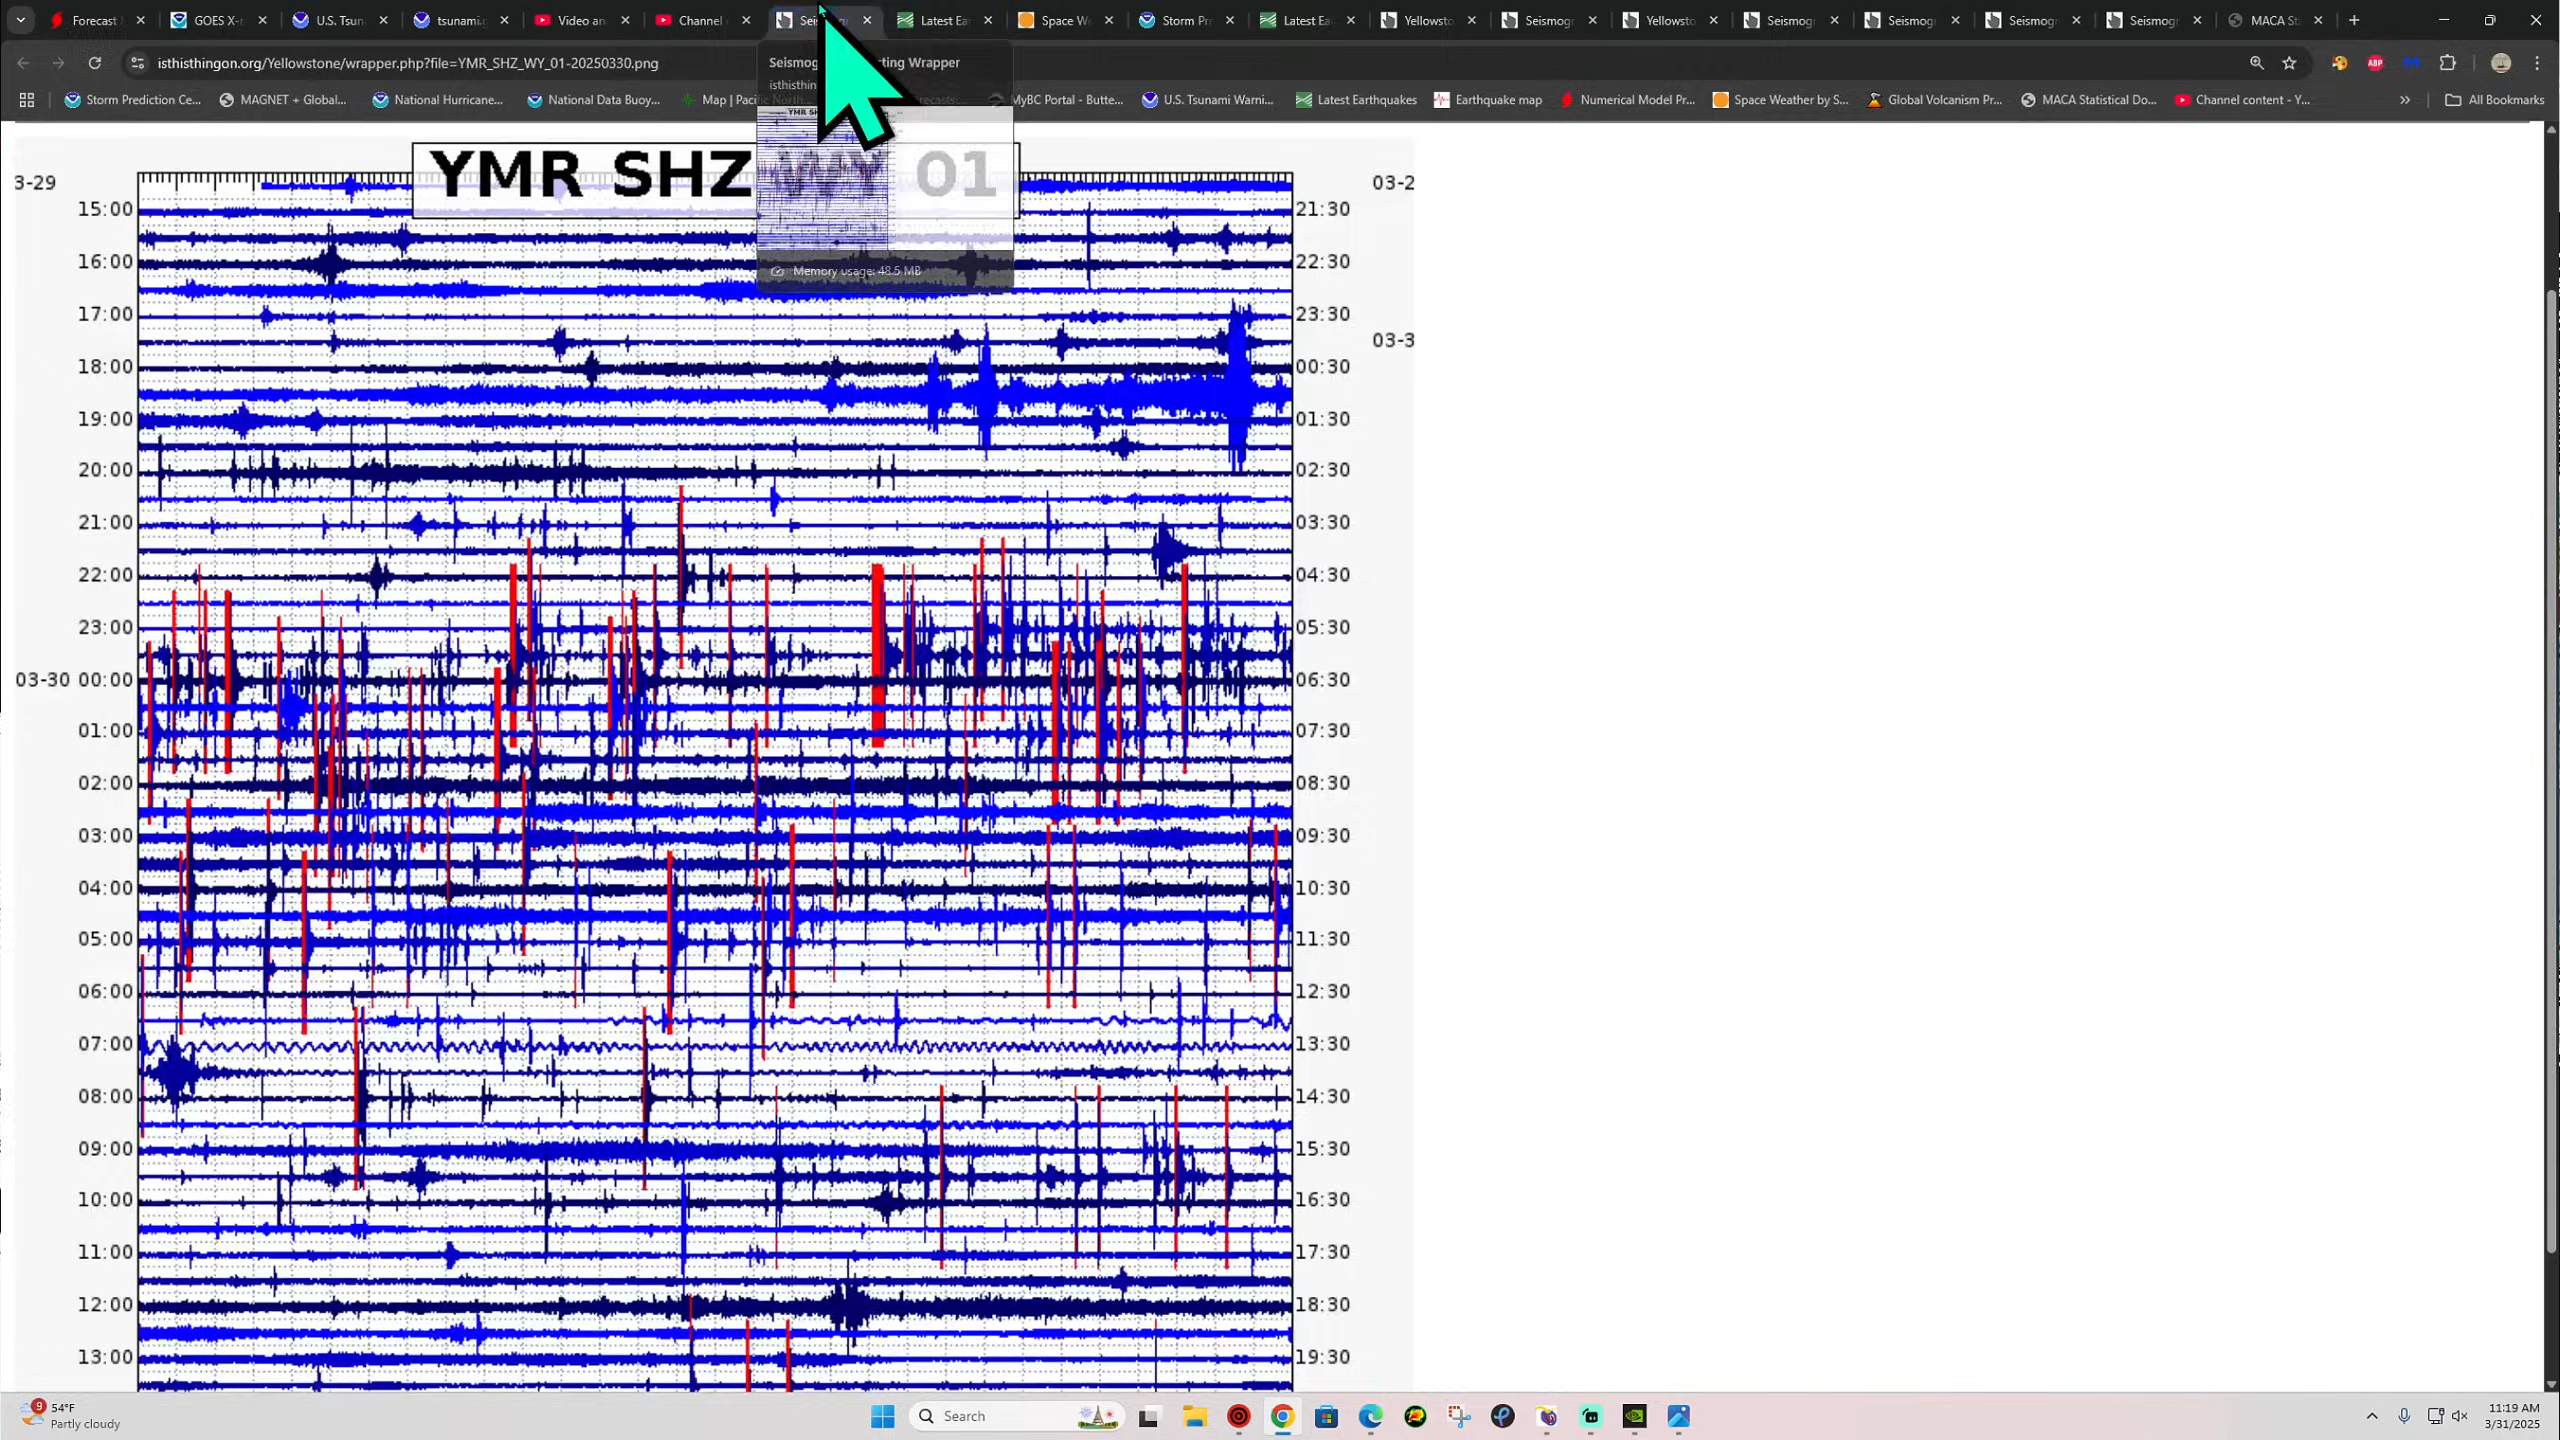 Forecast
GOES X-r
U.S. Tsun
tsunami.g
Video an
Channel
Seis
Latest Ea
Space We
Storm Pr
Latest Ea
Yellowsto
Seismog
Yellowsto
Seismog
Seismog
Seismog
Seismog
MACA St
isthisthingon.org/Yellowstone/wrapper.php?file=YMR_SHZ_WY_01-20250330.png
Storm Prediction Ce...
MAGNET + Global...
National Hurricane...
National Data Buoy...
Map | Pacific North...
MyBC Portal - Butte...
U.S. Tsunami Warni...
Latest Earthquakes
Earthquake map
Numerical Model Pr...
Space Weather by S...
Global Volcanism Pr...
MACA Statistical Do...
Channel content - Y...
All Bookmarks
Seismog cting Wrapper
isthisthin
Memory usage: 48.5 MB
YMR SHZ WY 01
3-29 03-2
15:00 21:30
16:00 22:30
17:00 23:30
03-3
18:00 00:30
19:00 01:30
20:00 02:30
21:00 03:30
22:00 04:30
23:00 05:30
03-30 00:00 06:30
01:00 07:30
02:00 08:30
03:00 09:30
04:00 10:30
05:00 11:30
06:00 12:30
07:00 13:30
08:00 14:30
09:00 15:30
10:00 16:30
11:00 17:30
12:00 18:30
13:00 19:30
9
54°F
Partly cloudy
Search
11:19 AM
3/31/2025